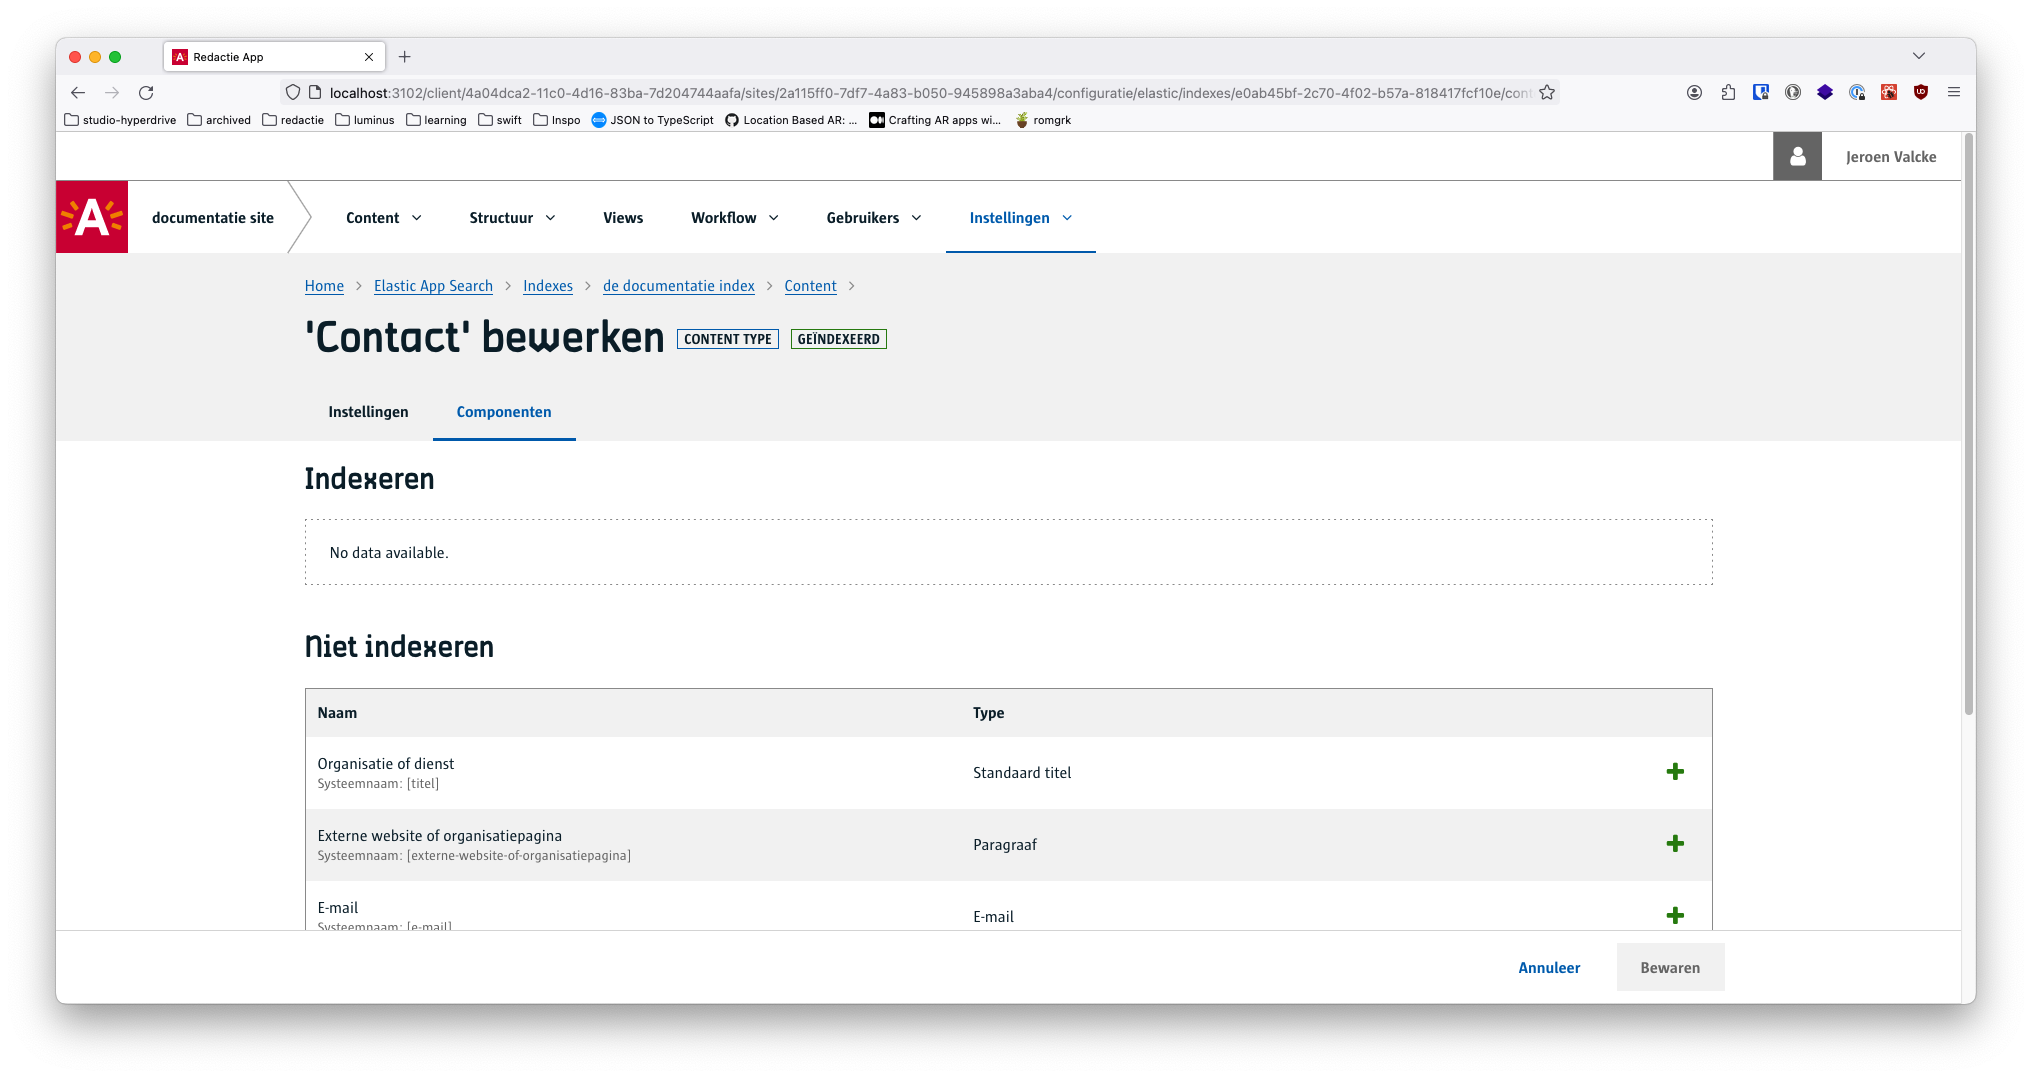 Redactie App
localhost:3102/client/4a04dca2-11c0-4d16-83ba-7d204744aafa/sites/2a115ff0-7df7-4a83-b050-945898a3aba4/configuratie/elastic/indexes/e0ab45bf-2c70-4f02-b57a-818417fcf10e/cont
studio-hyperdrive archived redactie luminus learning swift Inspo JSON to TypeScript Location Based AR: ... Crafting AR apps wi... romgrk
Jeroen Valcke
A documentatie site Content Structuur Views Workflow Gebruikers Instellingen
Home > Elastic App Search > Indexes > de documentatie index > Content >
'Contact' bewerken CONTENT TYPE GEÏNDEXEERD
Instellingen Componenten
Indexeren
No data available.
Niet indexeren
Naam Type
Organisatie of dienst
Systeemnaam: [titel]
Standaard titel
Externe website of organisatiepagina
Systeemnaam: [externe-website-of-organisatiepagina]
Paragraaf
E-mail
Systeemnaam: [e-mail]
E-mail
Annuleer Bewaren